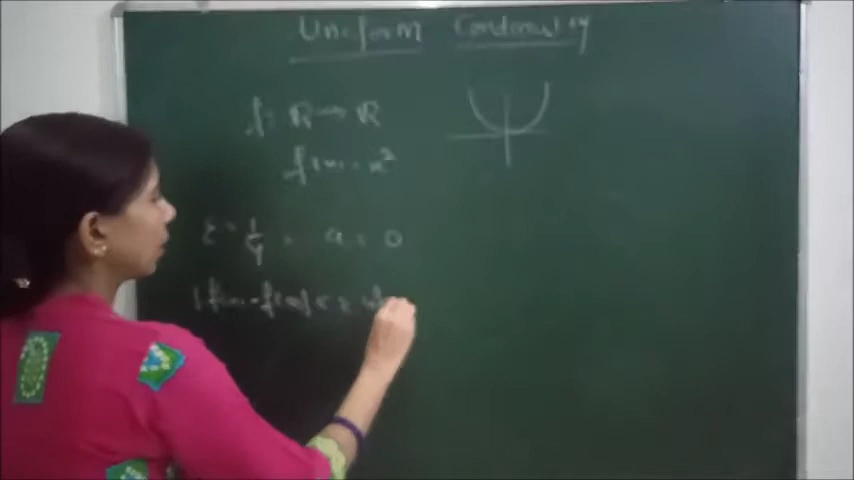 Uniform Continuity
f: R → R
f(x) = x²
ε = 1/4, a = 0
|f(x) - f(a)| < ε